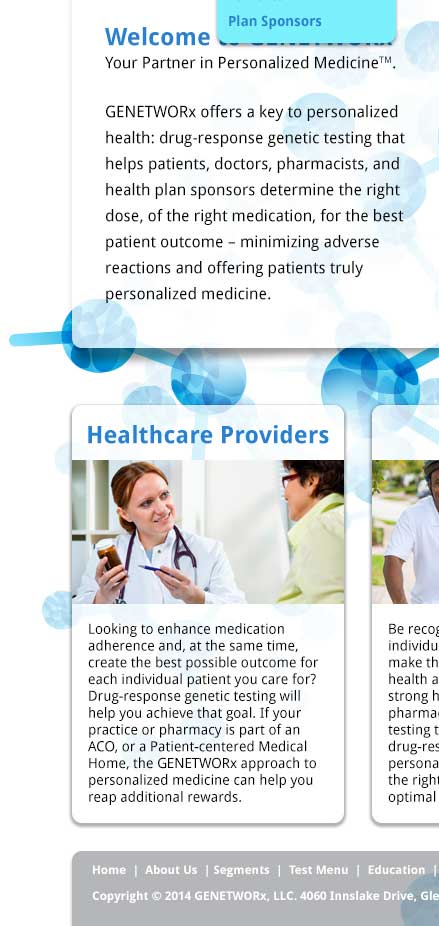 Plan Sponsors
Welcome to GENETWORx
Your Partner in Personalized Medicine™.
GENETWORx offers a key to personalized
health: drug-response genetic testing that
helps patients, doctors, pharmacists, and
health plan sponsors determine the right
dose, of the right medication, for the best
patient outcome – minimizing adverse
reactions and offering patients truly
personalized medicine.
Healthcare Providers
Looking to enhance medication
adherence and, at the same time,
create the best possible outcome for
each individual patient you care for?
Drug-response genetic testing will
help you achieve that goal. If your
practice or pharmacy is part of an
ACO, or a Patient-centered Medical
Home, the GENETWORx approach to
personalized medicine can help you
reap additional rewards.
Be recog
individu
make th
health a
strong h
pharmac
testing t
drug-res
persona
the right
optimal
Home | About Us | Segments | Test Menu | Education |
Copyright © 2014 GENETWORx, LLC. 4060 Innslake Drive, Gle